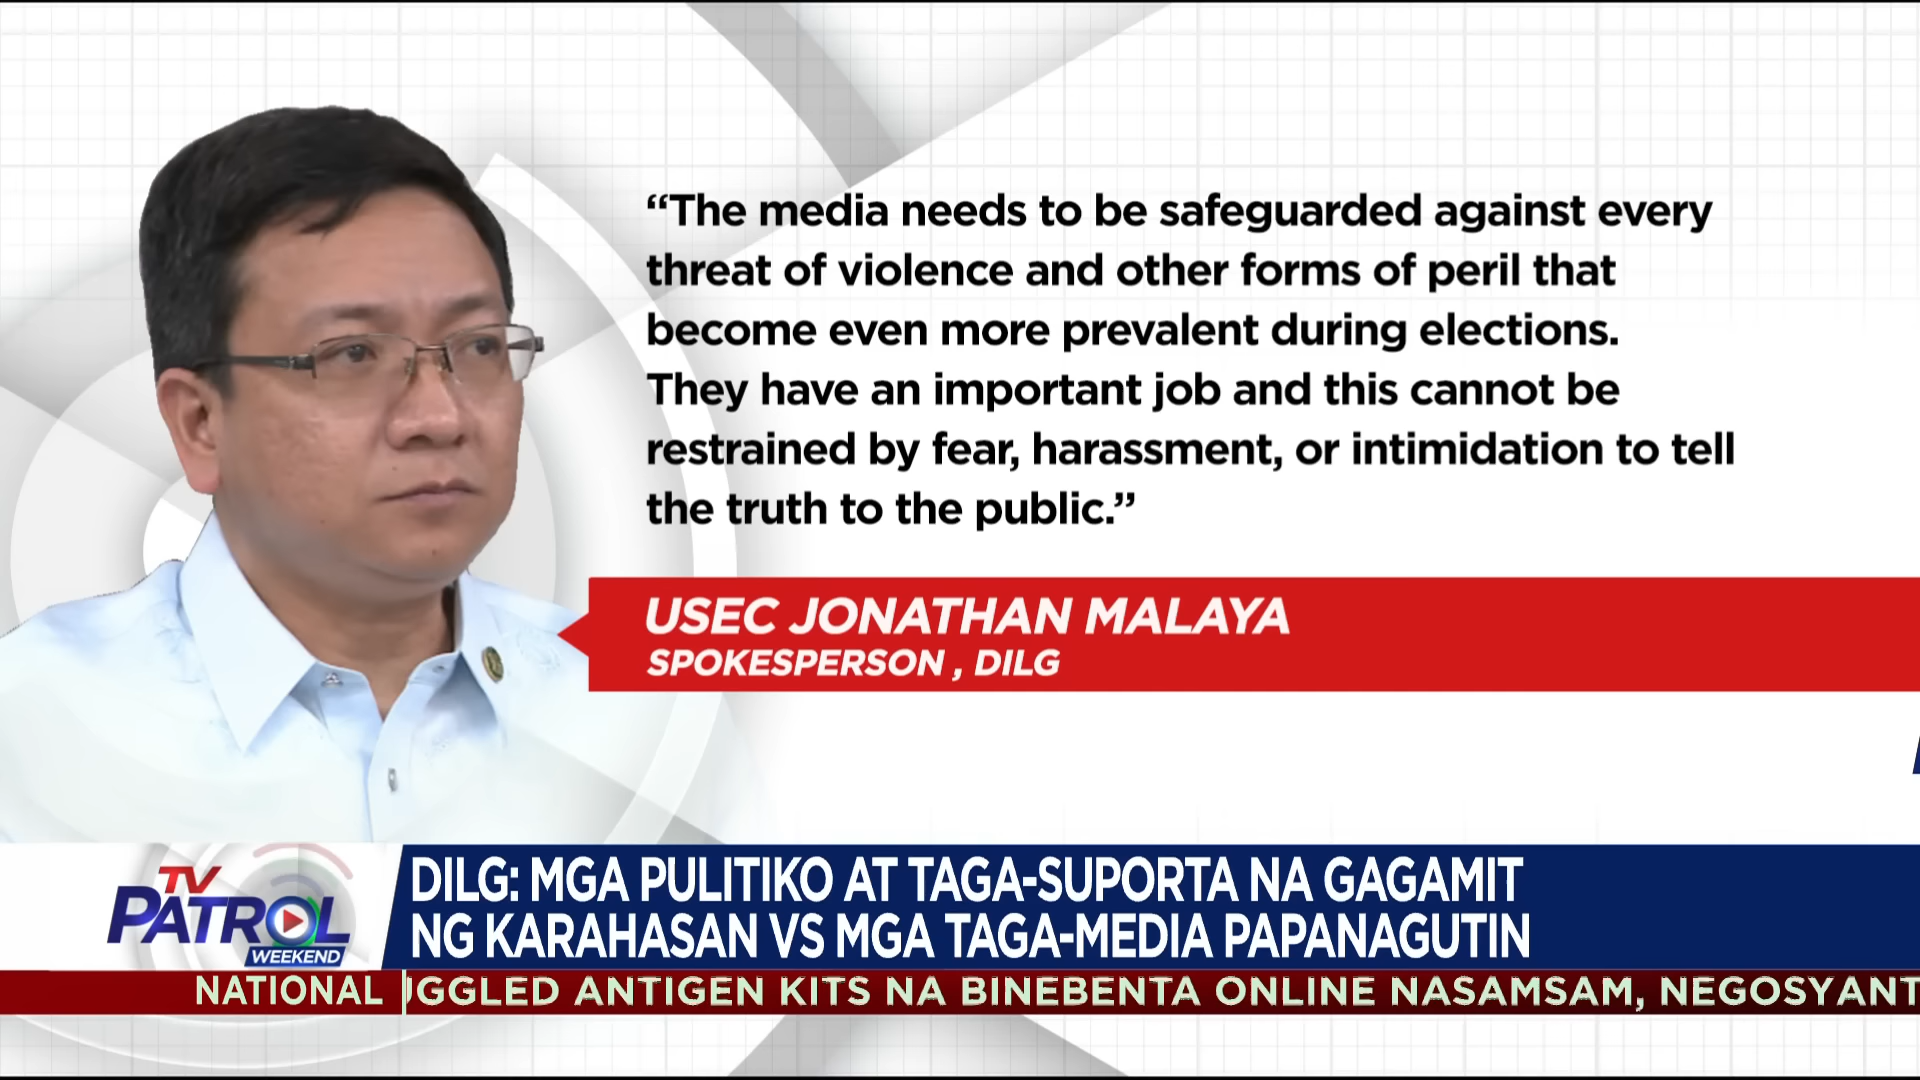 “The media needs to be safeguarded against every
threat of violence and other forms of peril that
become even more prevalent during elections.
They have an important job and this cannot be
restrained by fear, harassment, or intimidation to tell
the truth to the public.”
USEC JONATHAN MALAYA
SPOKESPERSON , DILG
TV
PATROL
WEEKEND
DILG: MGA PULITIKO AT TAGA-SUPORTA NA GAGAMIT
NG KARAHASAN VS MGA TAGA-MEDIA PAPANAGUTIN
NATIONAL
ANTIGEN KITS NA BINEBENTA ONLINE NASAMSAM,